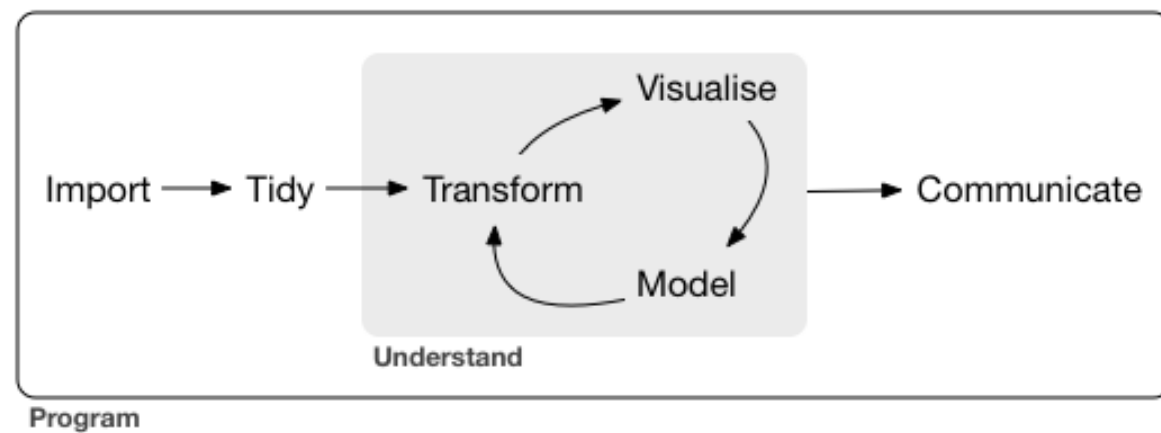 Visualise
Import Tidy Transform Communicate
Model
Understand
Program